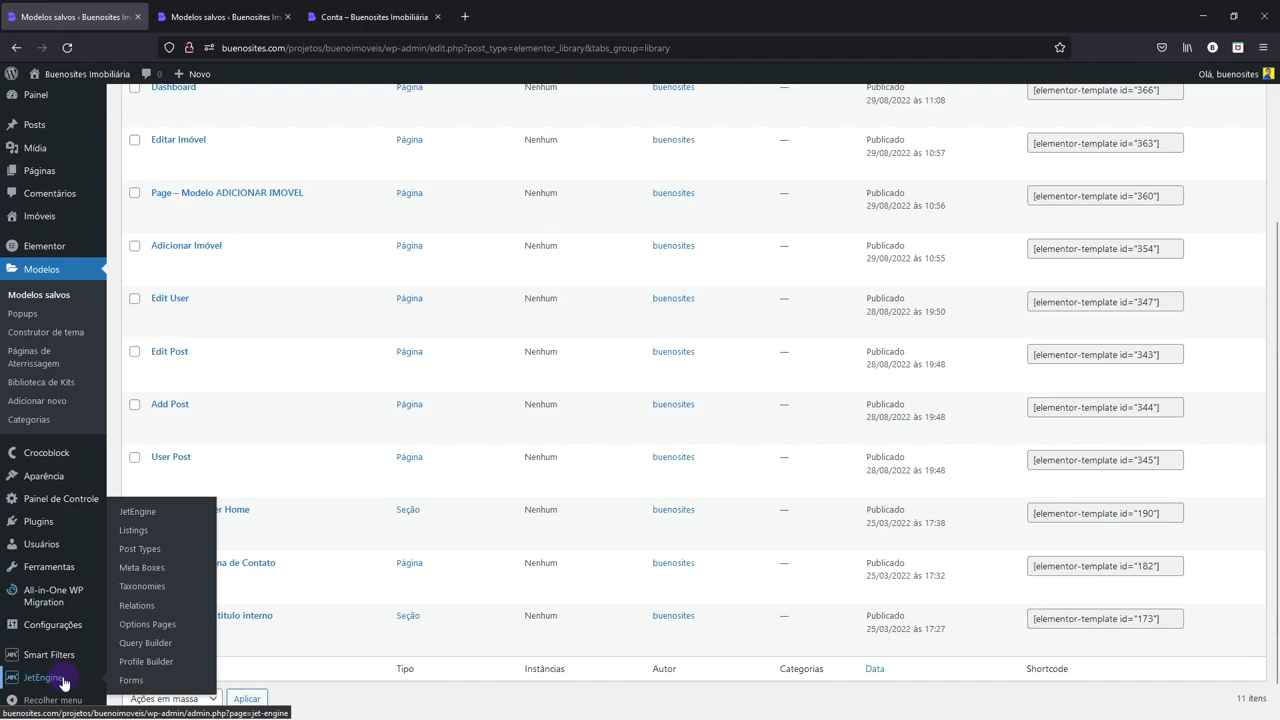 Modelos salvos ‹ Buenosites Im
Modelos salvos ‹ Buenosites Im
Conta – Buenosites Imobiliária
buenosites.com/projetos/buenoimoveis/wp-admin/edit.php?post_type=elementor_library&tabs_group=library
Buenosites Imobiliária
0
Novo
Olá, buenosites
Painel
Posts
Mídia
Páginas
Comentários
Imóveis
Elementor
Modelos
Modelos salvos
Popups
Construtor de tema
Páginas de
Aterrissagem
Biblioteca de Kits
Adicionar novo
Categorias
Crocoblock
Aparência
Painel de Controle
Plugins
Usuários
Ferramentas
All-in-One WP
Migration
Configurações
Smart Filters
JetEngine
Recolher menu
JetEngine
Listings
Post Types
Meta Boxes
Taxonomies
Relations
Options Pages
Query Builder
Profile Builder
Forms
Dashboard Página Nenhum buenosites — Publicado [elementor-template id="366"]
29/08/2022 às 11:08
Editar Imóvel Página Nenhum buenosites — Publicado [elementor-template id="363"]
29/08/2022 às 10:57
Page – Modelo ADICIONAR IMOVEL Página Nenhum buenosites — Publicado [elementor-template id="360"]
29/08/2022 às 10:56
Adicionar Imóvel Página Nenhum buenosites — Publicado [elementor-template id="354"]
29/08/2022 às 10:55
Edit User Página Nenhum buenosites — Publicado [elementor-template id="347"]
28/08/2022 às 19:50
Edit Post Página Nenhum buenosites — Publicado [elementor-template id="343"]
28/08/2022 às 19:48
Add Post Página Nenhum buenosites — Publicado [elementor-template id="344"]
28/08/2022 às 19:48
User Post Página Nenhum buenosites — Publicado [elementor-template id="345"]
28/08/2022 às 19:48
er Home Seção Nenhum buenosites — Publicado [elementor-template id="190"]
25/03/2022 às 17:38
na de Contato Página Nenhum buenosites — Publicado [elementor-template id="182"]
25/03/2022 às 17:32
titulo interno Seção Nenhum buenosites — Publicado [elementor-template id="173"]
25/03/2022 às 17:27
Tipo Instâncias Autor Categorias Data Shortcode
Ações em massa Aplicar 11 itens
buenosites.com/projetos/buenoimoveis/wp-admin/admin.php?page=jet-engine